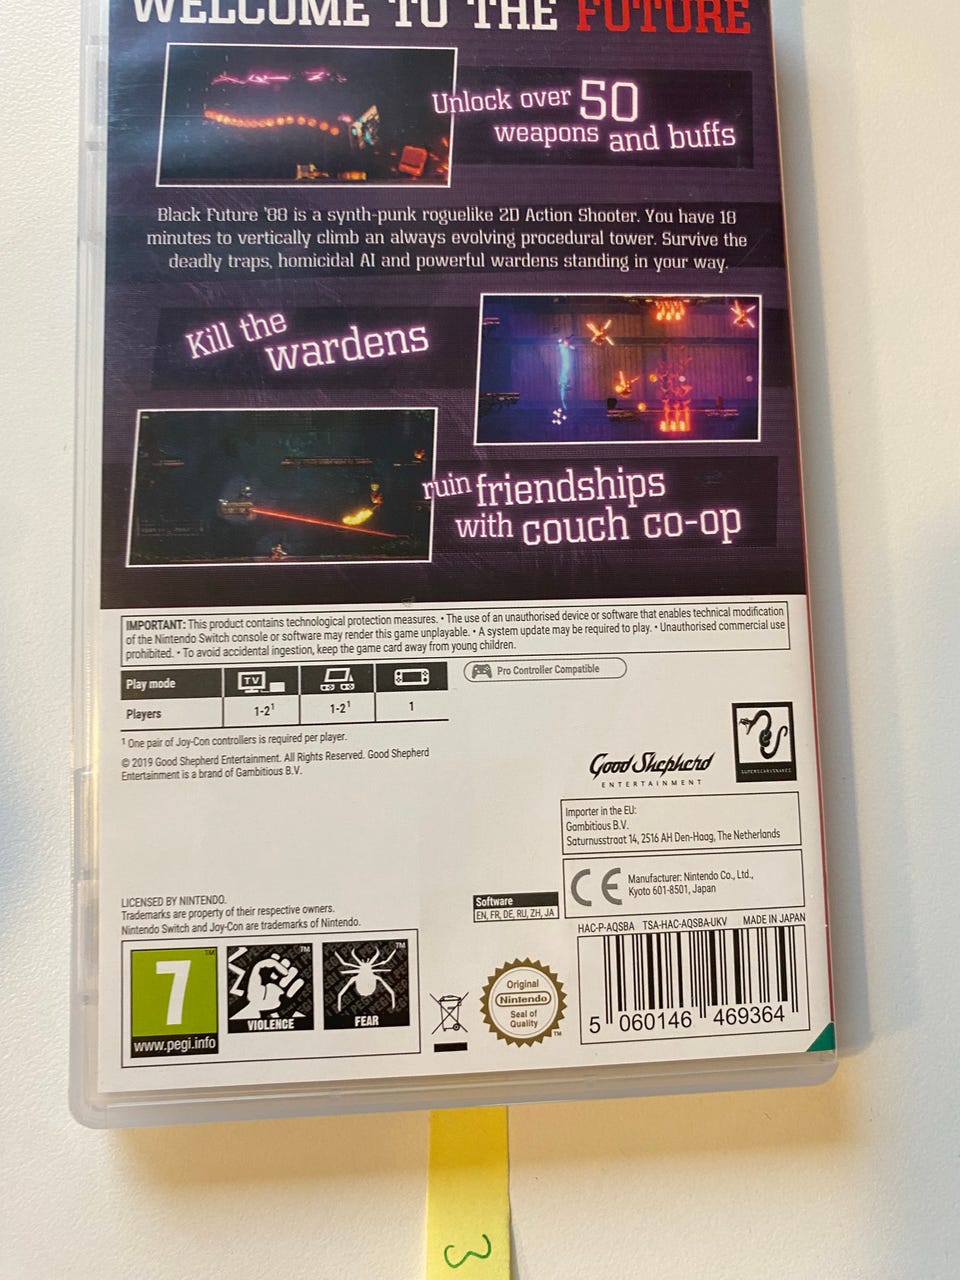 WELCOME TO THE FUTURE
Unlock over 50
weapons and buffs
Black Future '88 is a synth-punk roguelike 2D Action Shooter. You have 18
minutes to vertically climb an always evolving procedural tower. Survive the
deadly traps, homicidal AI and powerful wardens standing in your way.
Kill the
wardens
ruin friendships
with couch co-op
IMPORTANT: This product contains technological protection measures. • The use of an unauthorised device or software that enables technical modification
of the Nintendo Switch console or software may render this game unplayable. • A system update may be required to play. • Unauthorised commercial use
prohibited. • To avoid accidental ingestion, keep the game card away from young children.
Play mode TV
Players 1-2¹ 1-2¹ 1
Pro Controller Compatible
¹ One pair of Joy-Con controllers is required per player.
© 2019 Good Shepherd Entertainment. All Rights Reserved. Good Shepherd
Entertainment is a brand of Gambitious B.V.
Good Shepherd
ENTERTAINMENT
SUPERSCARYSNAKES
Importer in the EU:
Gambitious B.V.
Saturnusstraat 14, 2516 AH Den-Haag, The Netherlands
CE
Manufacturer: Nintendo Co., Ltd.,
Kyoto 601-8501, Japan
LICENSED BY NINTENDO.
Trademarks are property of their respective owners.
Nintendo Switch and Joy-Con are trademarks of Nintendo.
Software
EN, FR, DE, RU, ZH, JA
HAC-P-AQSBA TSA-HAC-AQSBA-UKV MADE IN JAPAN
7 TM
www.pegi.info
TM
VIOLENCE
TM
FEAR
Original
Nintendo
Seal of
Quality
TM
5 060146 469364
3